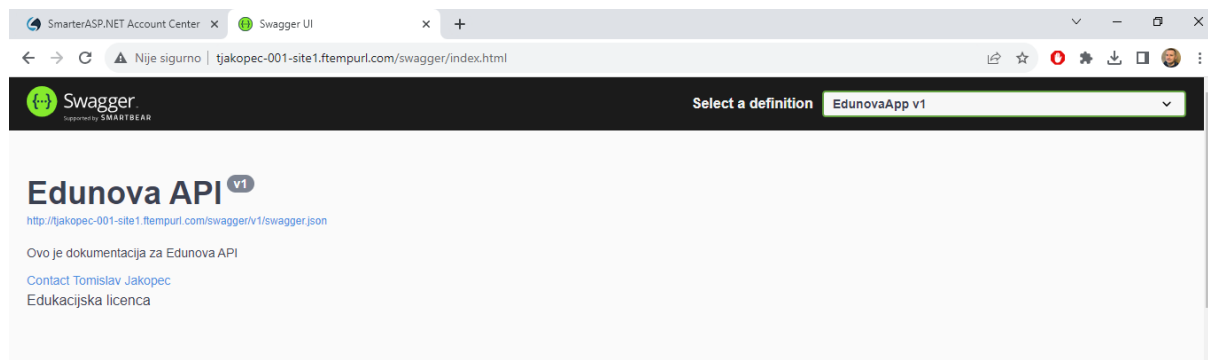 SmarterASP.NET Account Center
Swagger UI
Nije sigurno | tjakopec-001-site1.ftempurl.com/swagger/index.html
Swagger.
Supported by SMARTBEAR
Select a definition
EdunovaApp v1
Edunova API v1
http://tjakopec-001-site1.ftempurl.com/swagger/v1/swagger.json
Ovo je dokumentacija za Edunova API
Contact Tomislav Jakopec
Edukacijska licenca